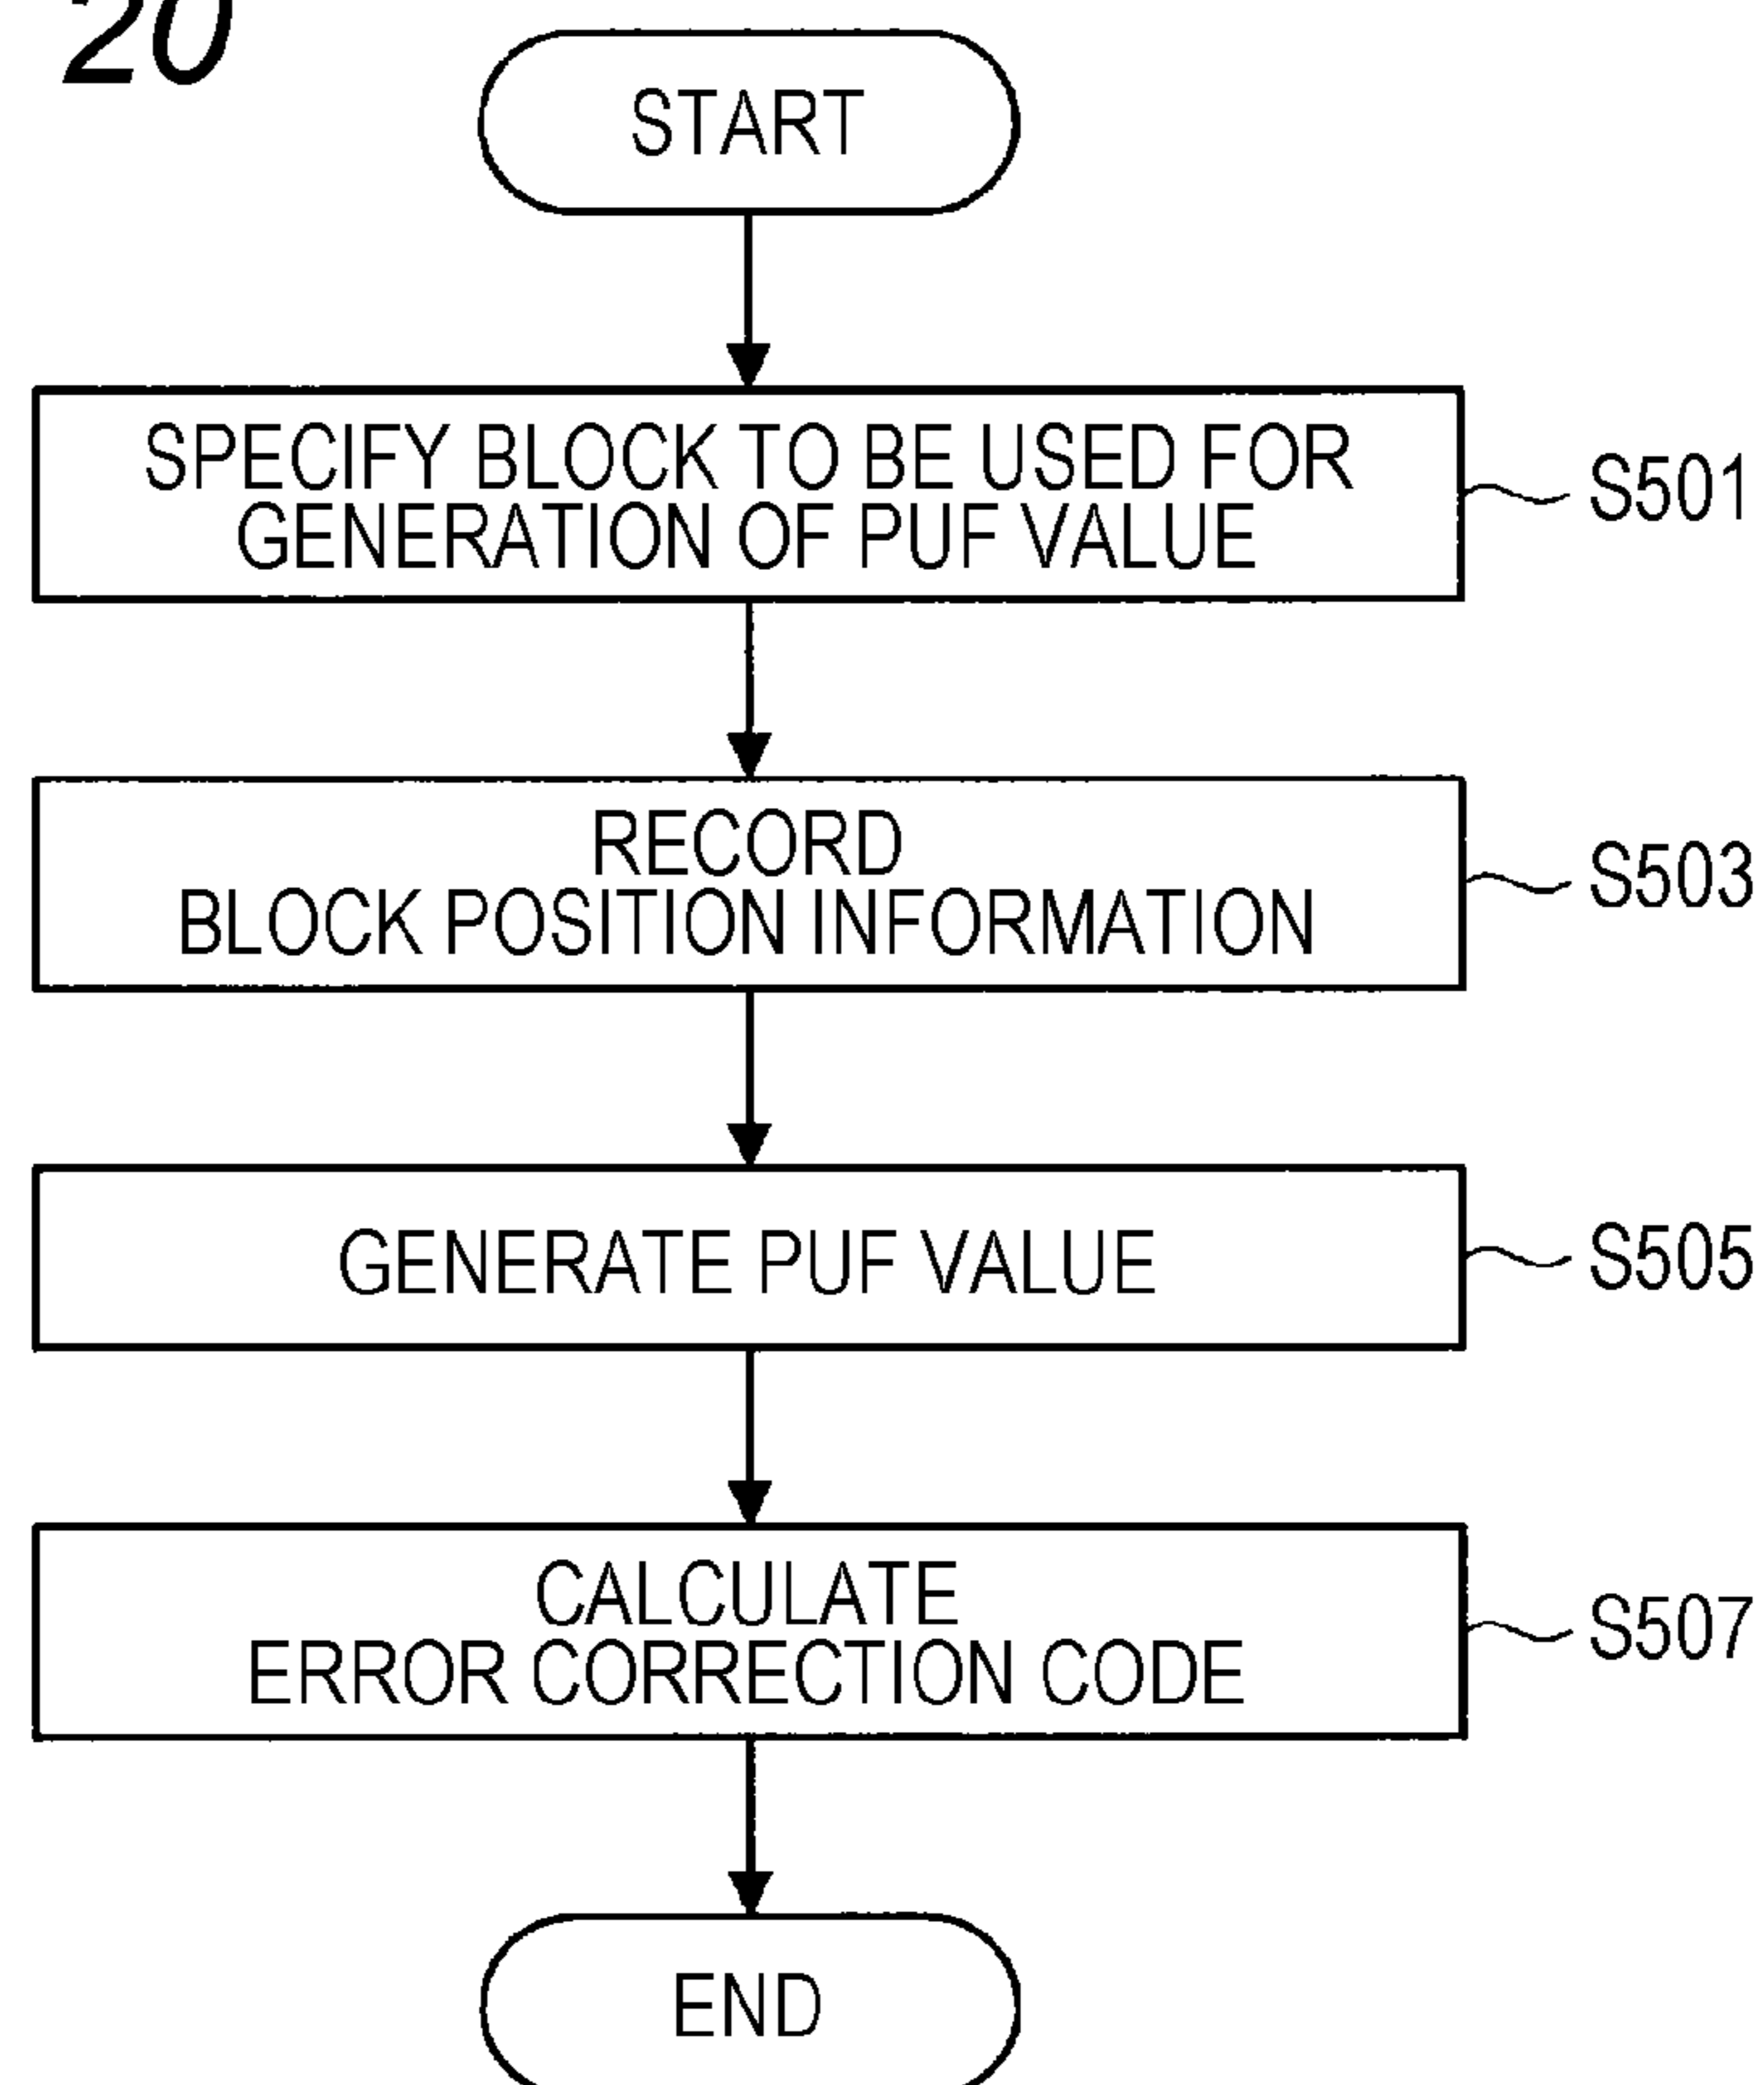 20
START
SPECIFY BLOCK TO BE USED FOR
GENERATION OF PUF VALUE
S501
RECORD
BLOCK POSITION INFORMATION
S503
GENERATE PUF VALUE
S505
CALCULATE
ERROR CORRECTION CODE
S507
END